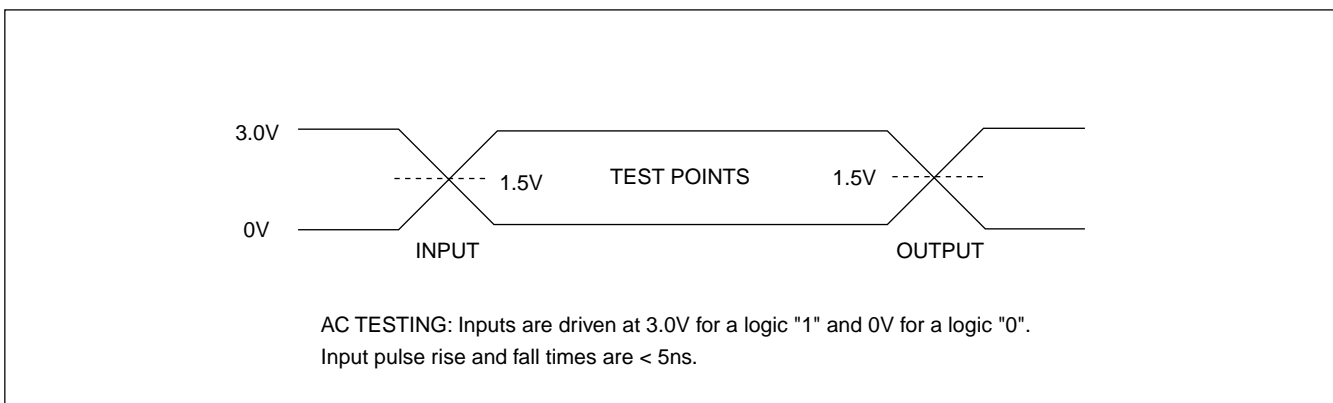 3.0V
1.5V TEST POINTS 1.5V
0V
INPUT OUTPUT
AC TESTING: Inputs are driven at 3.0V for a logic "1" and 0V for a logic "0".
Input pulse rise and fall times are < 5ns.